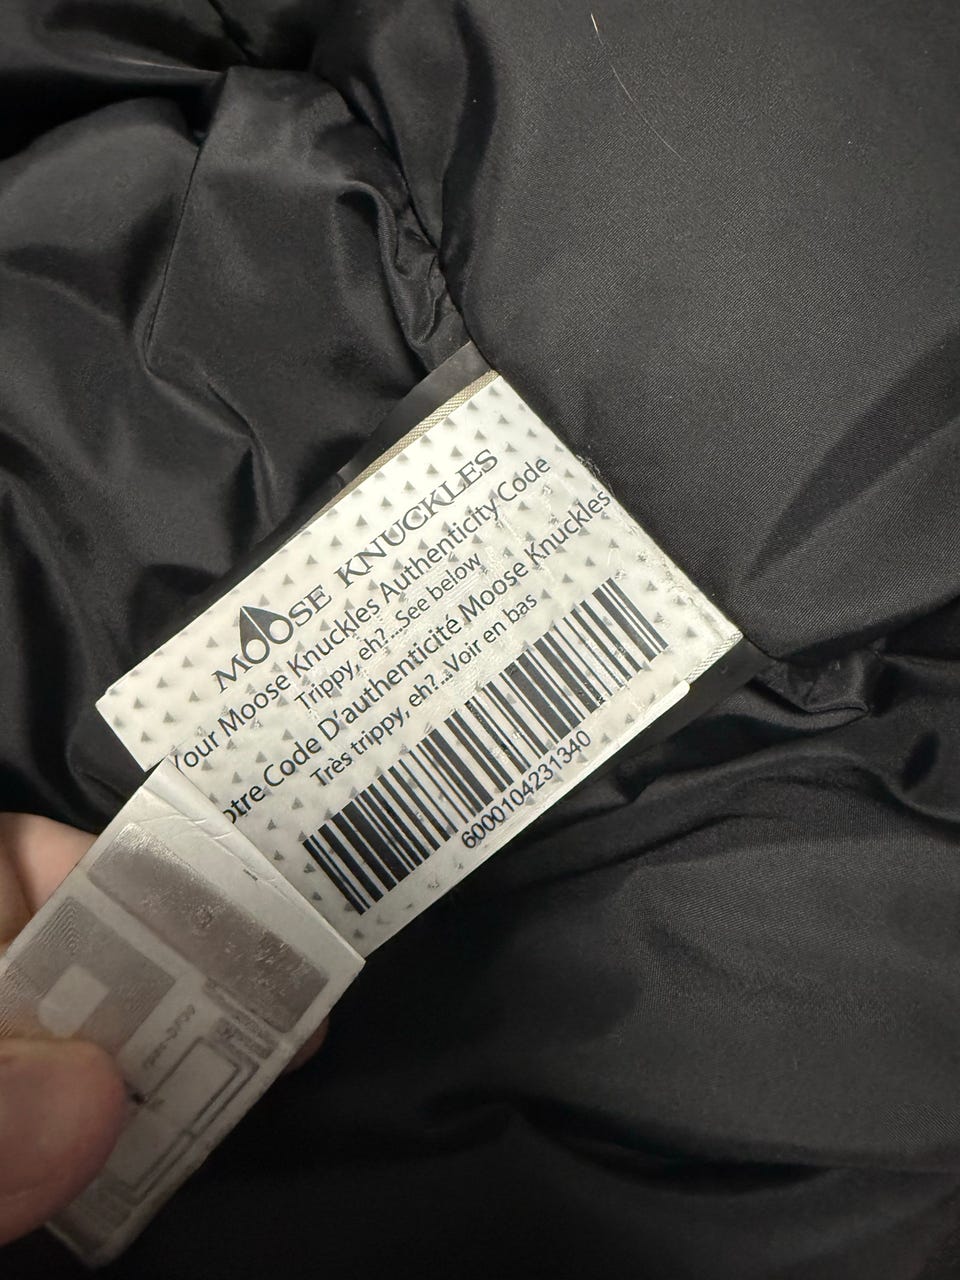 MOOSE KNUCKLES
Your Moose Knuckles Authenticity Code
Trippy, eh?...See below
otre Code D'authenticité Moose Knuckles
Très trippy, eh?...Voir en bas
6000104231340